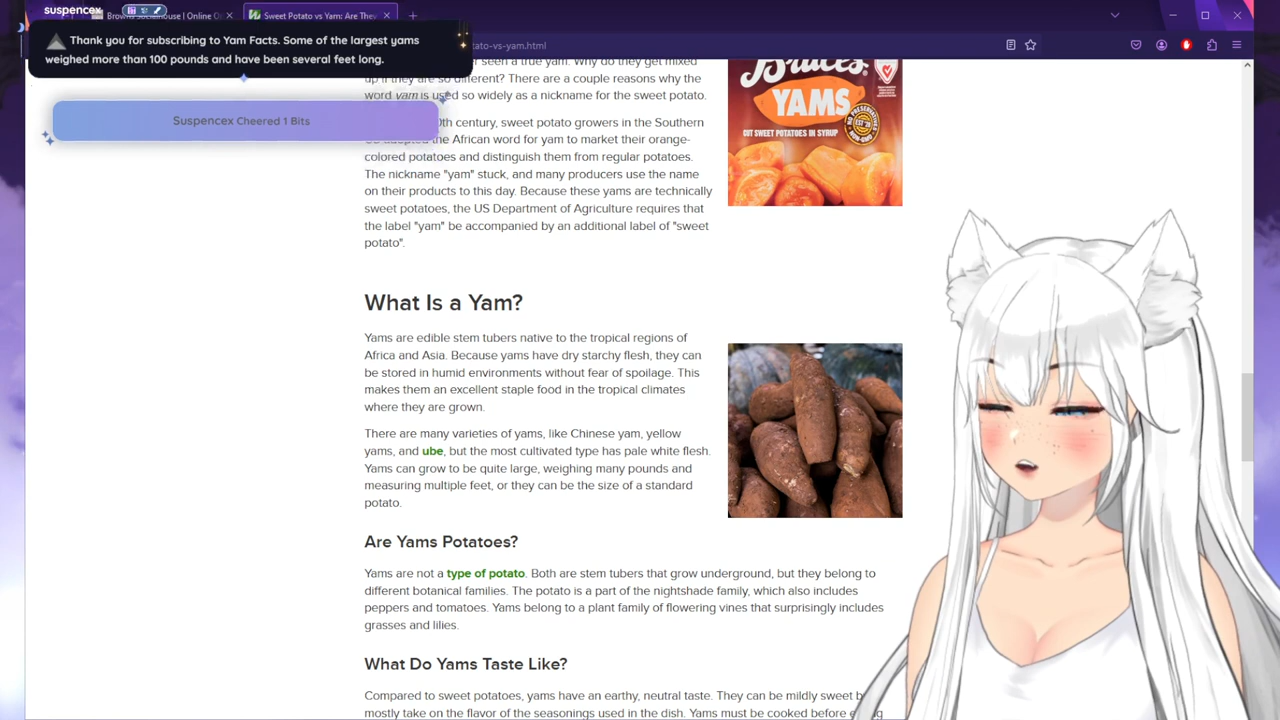 suspencex
Browns Socialhouse | Online O
Sweet Potato vs Yam: Are They
Thank you for subscribing to Yam Facts. Some of the largest yams
weighed more than 100 pounds and have been several feet long.
tato-vs-yam.html
Suspencex Cheered 1 Bits
seen a true yam. Why do they get mixed
up if they are so different? There are a couple reasons why the
word yam is used so widely as a nickname for the sweet potato.
0th century, sweet potato growers in the Southern
US adopted the African word for yam to market their orange-
colored potatoes and distinguish them from regular potatoes.
The nickname "yam" stuck, and many producers use the name
on their products to this day. Because these yams are technically
sweet potatoes, the US Department of Agriculture requires that
the label "yam" be accompanied by an additional label of "sweet
potato".
Bruce's
YAMS
CUT SWEET POTATOES IN SYRUP
NO PRESERVATIVES
NON-GMO
What Is a Yam?
Yams are edible stem tubers native to the tropical regions of
Africa and Asia. Because yams have dry starchy flesh, they can
be stored in humid environments without fear of spoilage. This
makes them an excellent staple food in the tropical climates
where they are grown.
There are many varieties of yams, like Chinese yam, yellow
yams, and ube, but the most cultivated type has pale white flesh.
Yams can grow to be quite large, weighing many pounds and
measuring multiple feet, or they can be the size of a standard
potato.
Are Yams Potatoes?
Yams are not a type of potato. Both are stem tubers that grow underground, but they belong to
different botanical families. The potato is a part of the nightshade family, which also includes
peppers and tomatoes. Yams belong to a plant family of flowering vines that surprisingly includes
grasses and lilies.
What Do Yams Taste Like?
Compared to sweet potatoes, yams have an earthy, neutral taste. They can be mildly sweet b
mostly take on the flavor of the seasonings used in the dish. Yams must be cooked before